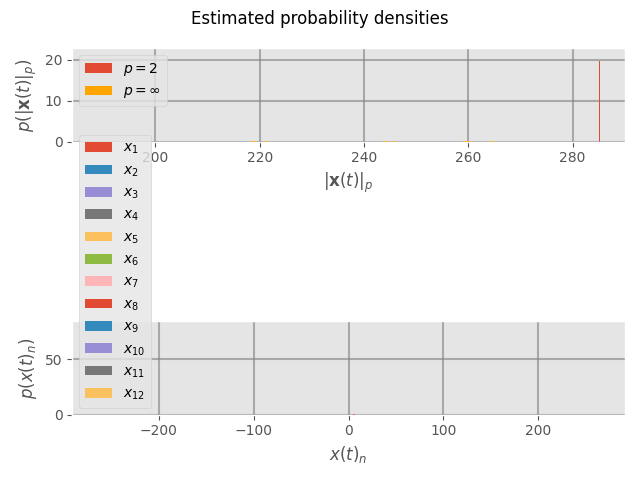 Estimated probability densities
p(|x(t)|ₚ)
20
10
0
p = 2
p = ∞
200
220
240
260
280
|x(t)|ₚ
x₁
x₂
x₃
x₄
x₅
x₆
x₇
x₈
x₉
x₁₀
x₁₁
x₁₂
p(x(t)ₙ)
50
0
−200
−100
0
100
200
x(t)ₙ